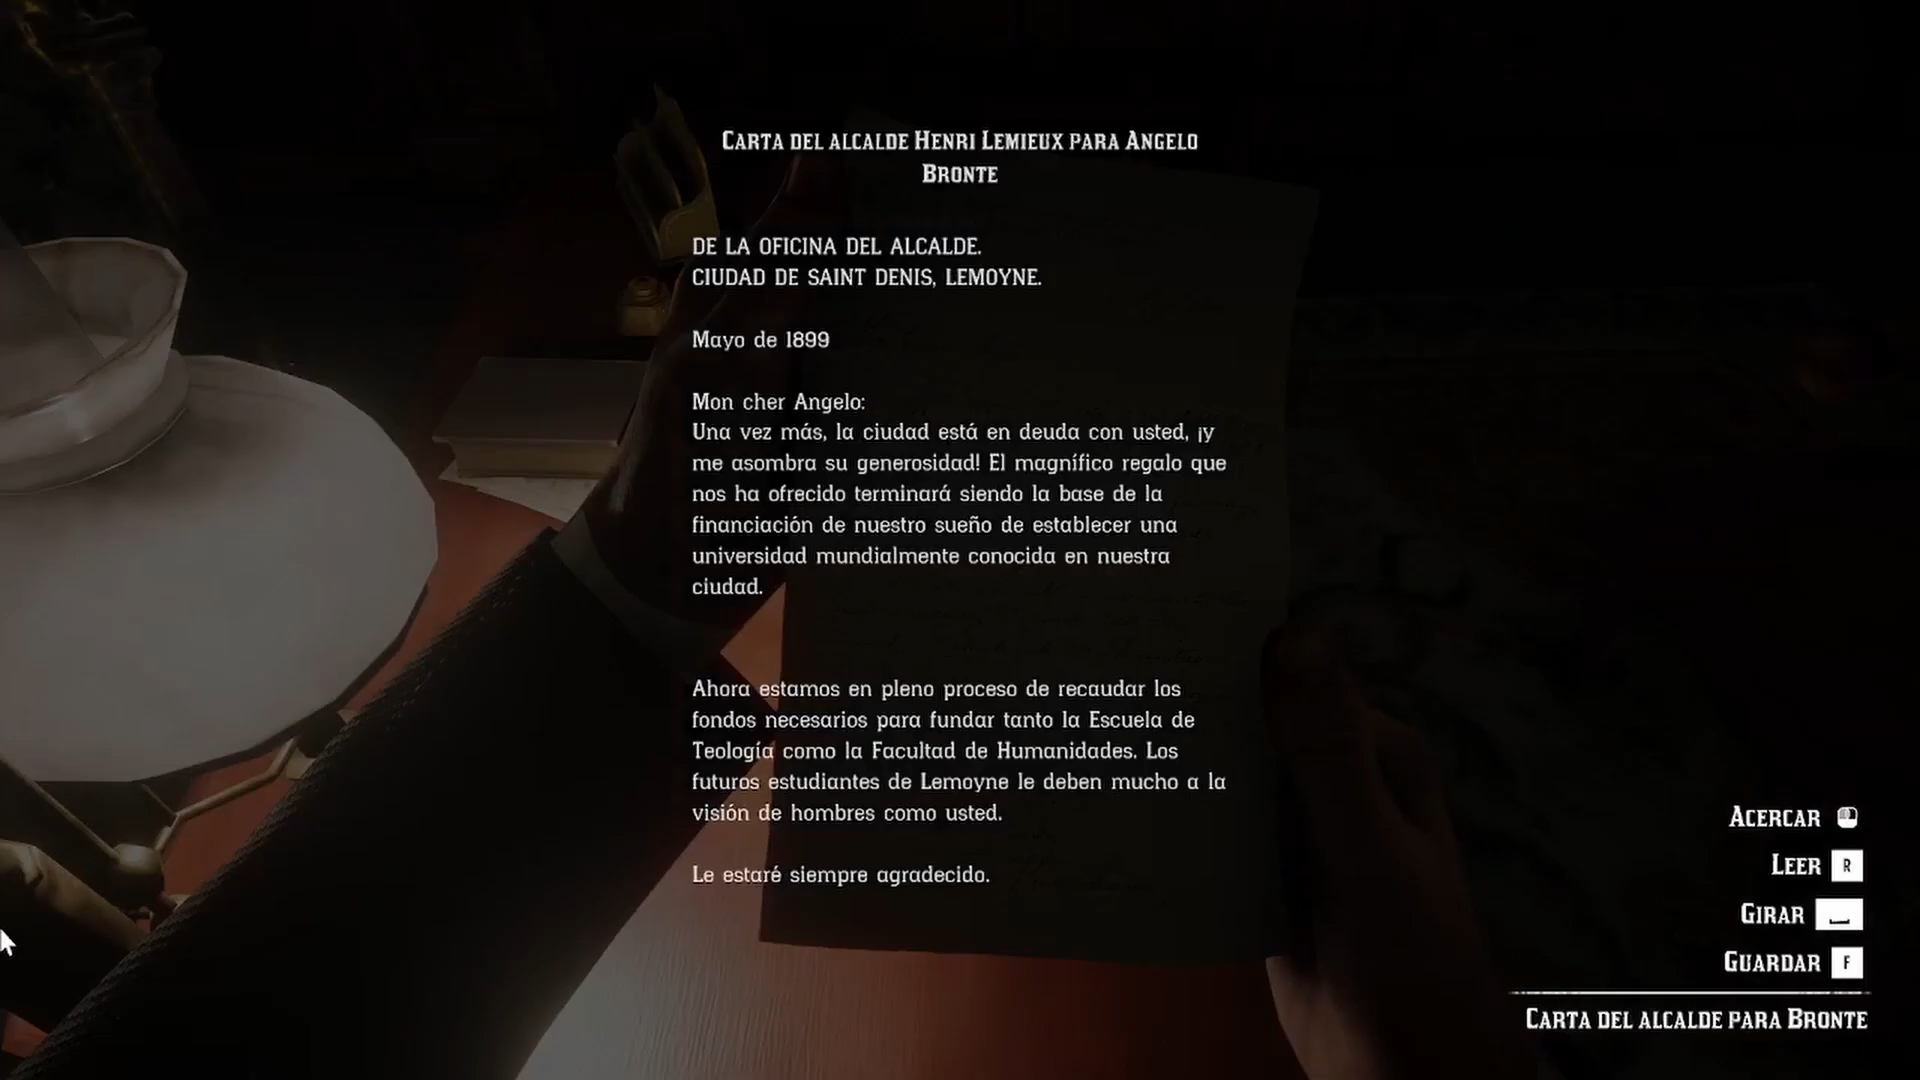 CARTA DEL ALCALDE HENRI LEMIEUX PARA ANGELO
BRONTE
DE LA OFICINA DEL ALCALDE.
CIUDAD DE SAINT DENIS, LEMOYNE.
Mayo de 1899
Mon cher Angelo:
Una vez más, la ciudad está en deuda con usted, ¡y
me asombra su generosidad! El magnífico regalo que
nos ha ofrecido terminará siendo la base de la
financiación de nuestro sueño de establecer una
universidad mundialmente conocida en nuestra
ciudad.
Ahora estamos en pleno proceso de recaudar los
fondos necesarios para fundar tanto la Escuela de
Teología como la Facultad de Humanidades. Los
futuros estudiantes de Lemoyne le deben mucho a la
visión de hombres como usted.
Le estaré siempre agradecido.
ACERCAR
LEER R
GIRAR
GUARDAR F
CARTA DEL ALCALDE PARA BRONTE